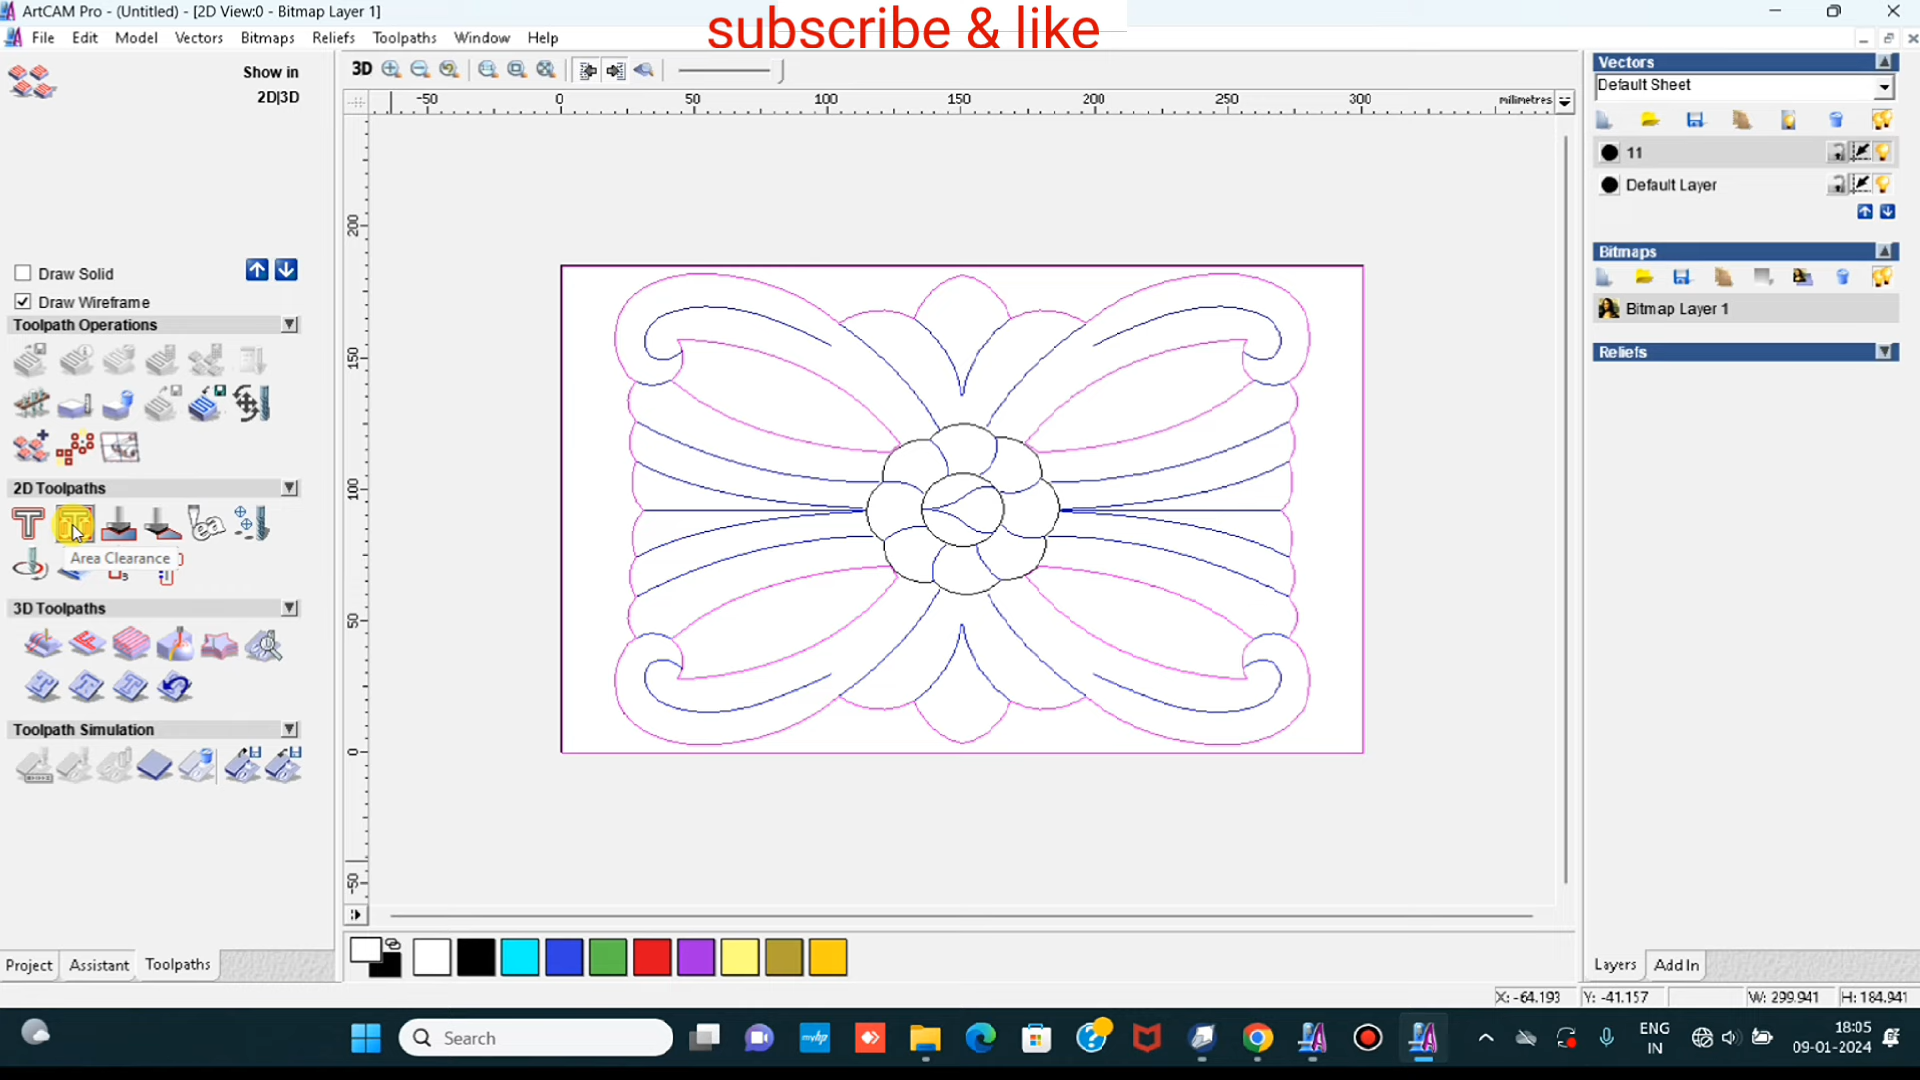 ArtCAM Pro - (Untitled) - [2D View:0 - Bitmap Layer 1]
subscribe & like
File Edit Model Vectors Bitmaps Reliefs Toolpaths Window Help
Show in
2D|3D
Draw Solid
Draw Wireframe
Toolpath Operations
2D Toolpaths
Area Clearance
3D Toolpaths
Toolpath Simulation
Project Assistant Toolpaths
3D
-50 0 50 100 150 200 250 300 milimetres
200
150
100
50
0
-50
Vectors
Default Sheet
11
Default Layer
Bitmaps
Bitmap Layer 1
Reliefs
Layers Add In
X: -64.193 Y: -41.157 W: 299.941 H: 184.941
Search
myhp
ENG
IN
18:05
09-01-2024